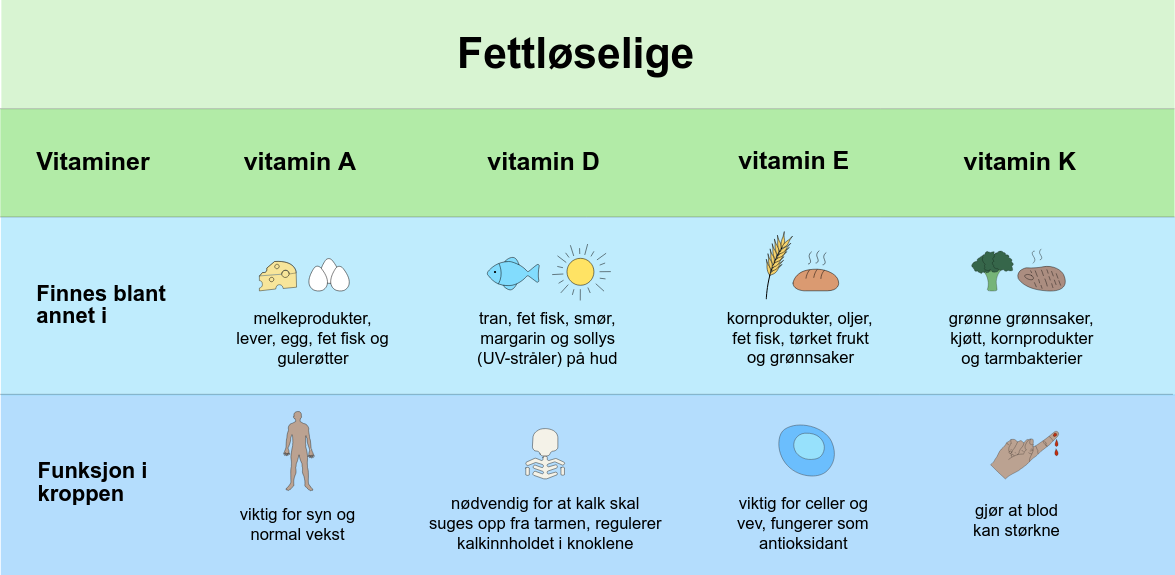 Fettløselige
Vitaminer
vitamin A
vitamin D
vitamin E
vitamin K
Finnes blant
annet i
melkeprodukter,
lever, egg, fet fisk og
gulerøtter
tran, fet fisk, smør,
margarin og sollys
(UV-stråler) på hud
kornprodukter, oljer,
fet fisk, tørket frukt
og grønnsaker
grønne grønnsaker,
kjøtt, kornprodukter
og tarmbakterier
Funksjon i
kroppen
viktig for syn og
normal vekst
nødvendig for at kalk skal
suges opp fra tarmen, regulerer
kalkinnholdet i knoklene
viktig for celler og
vev, fungerer som
antioksidant
gjør at blod
kan størkne